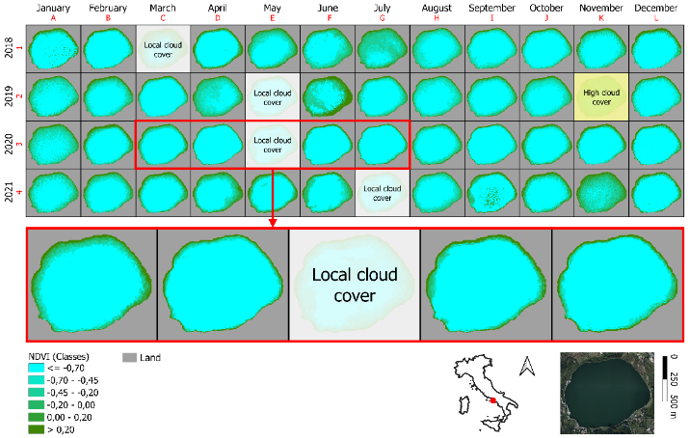 January February March April May June July August September October November December
A B C D E F G H I J K L
2018 1 Local cloud cover
2019 2 Local cloud cover High cloud cover
2020 3 Local cloud cover
2021 4 Local cloud cover
Local cloud
cover
NDVI (Classes)
Land
<= -0,70
-0,70 - -0,45
-0,45 - -0,20
-0,20 - 0,00
0,00 - 0,20
> 0,20
0 250 500 m